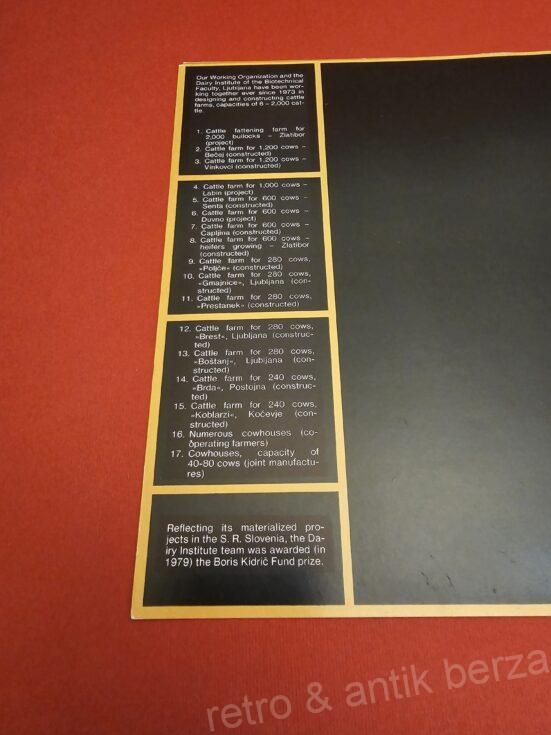 Our Working Organization and the
Dairy Institute of the Biotechnical
Faculty, Ljubljana have been wor-
king together ever since 1973 in
designing and constructing cattle
farms, capacities of 6 – 2,000 cat-
tle.
1. Cattle fattening farm for
2,000 bullocks – Zlatibor
(project)
2. Cattle farm for 1,200 cows –
Bečej (constructed)
3. Cattle farm for 1,200 cows –
Vinkovci (constructed)
4. Cattle farm for 1,000 cows –
Labin (project)
5. Cattle farm for 600 cows –
Senta (constructed)
6. Cattle farm for 600 cows –
Duvno (project)
7. Cattle farm for 600 cows –
Čapljina (constructed)
8. Cattle farm for 600 cows –
heifers growing – Zlatibor
(constructed)
9. Cattle farm for 280 cows,
»Poljče« (constructed)
10. Cattle farm for 280 cows,
»Gmajnice«, Ljubljana (con-
structed)
11. Cattle farm for 280 cows,
»Prestanek« (constructed)
12. Cattle farm for 280 cows,
»Brest«, Ljubljana (construc-
ted)
13. Cattle farm for 280 cows,
»Boštanj«, Ljubljana (con-
structed)
14. Cattle farm for 240 cows,
»Brda«, Postojna (construc-
ted)
15. Cattle farm for 240 cows,
»Koblarzi«, Kočevje (con-
structed)
16. Numerous cowhouses (co-
operating farmers)
17. Cowhouses, capacity of
40-80 cows (joint manufactu-
res)
Reflecting its materialized pro-
jects in the S. R. Slovenia, the Da-
iry Institute team was awarded (in
1979) the Boris Kidrič Fund prize.
retro & antik berza